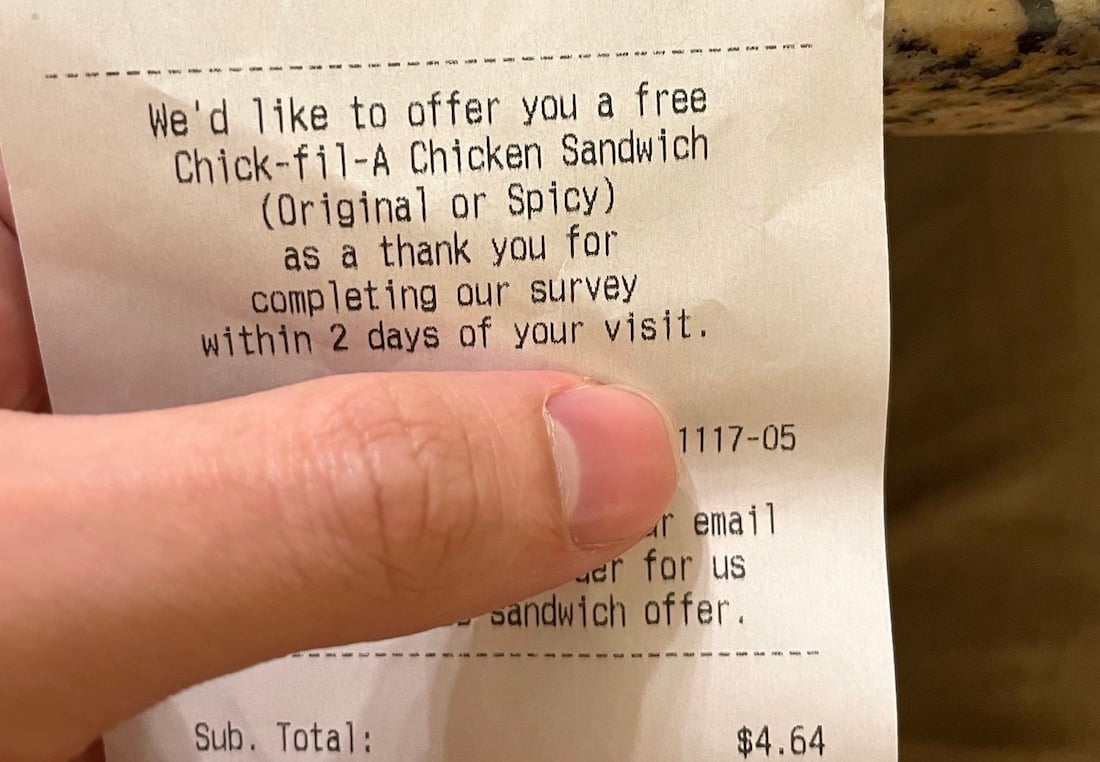 We'd like to offer you a free
Chick-fil-A Chicken Sandwich
(Original or Spicy)
as a thank you for
completing our survey
within 2 days of your visit.
1117-05
email
for us
sandwich offer.
Sub. Total: $4.64